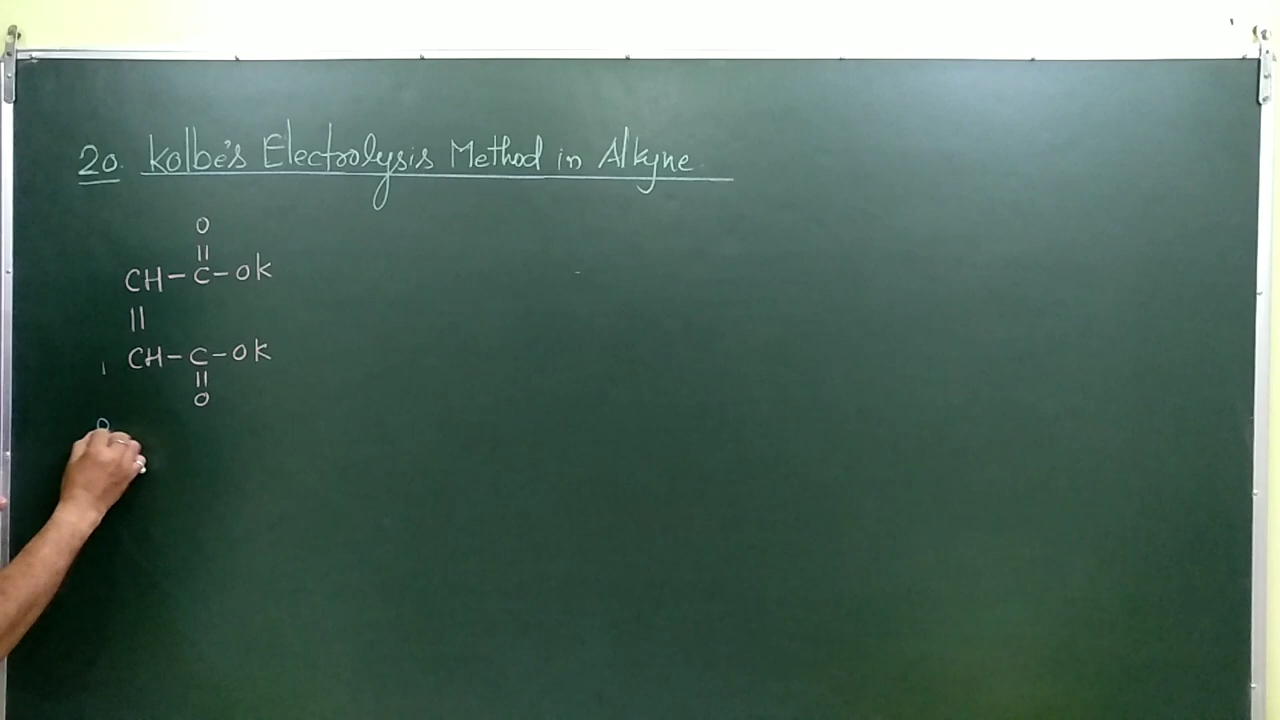 20. Kolbe's Electrolysis Method in Alkyne
O
||
CH-C-OK
||
CH-C-OK
||
O